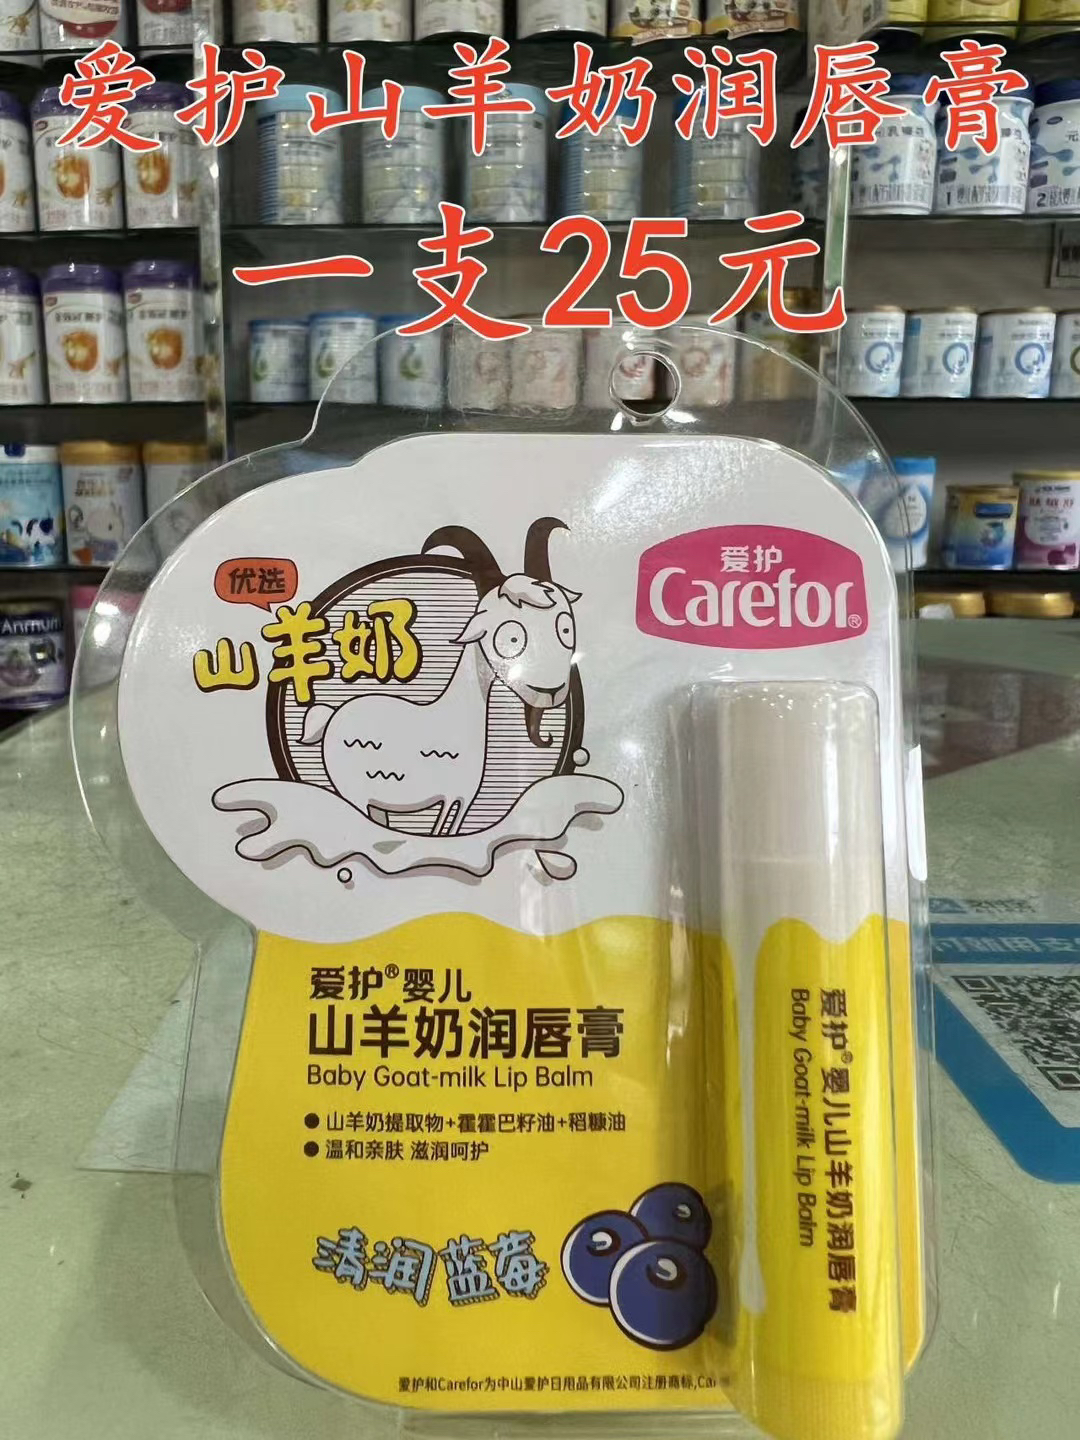 爱护山羊奶润唇膏
一支25元
优选
山羊奶
爱护
Carefor®
爱护®婴儿
山羊奶润唇膏
Baby Goat-milk Lip Balm
●山羊奶提取物+霍霍巴籽油+稻糠油
●温和亲肤 滋润呵护
清润蓝莓
爱护®婴儿山羊奶润唇膏
Baby Goat-milk Lip Balm
爱护和Carefor为中山爱护日用品有限公司注册商标,Ca
Anmum